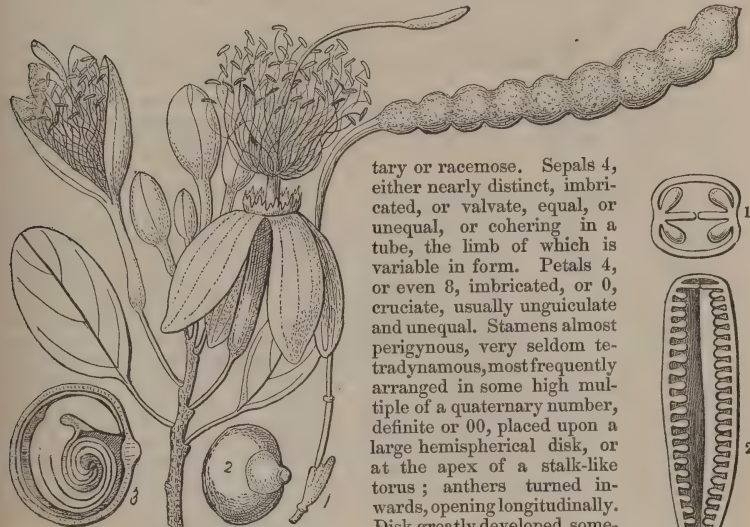 tary or racemose. Sepals 4,
either nearly distinct, imbri-
cated, or valvate, equal, or
unequal, or cohering in a
tube, the limb of which is
variable in form. Petals 4,
or even 8, imbricated, or 0,
cruciate, usually unguiculate
and unequal. Stamens almost
perigynous, very seldom te-
tradynamous, most frequently
arranged in some high mul-
tiple of a quaternary number,
definite or 00, placed upon a
large hemispherical disk, or
at the apex of a stalk-like
torus ; anthers turned in-
wards, opening longitudinally.
Disk greatly developed, some-
1
2
3
2
1